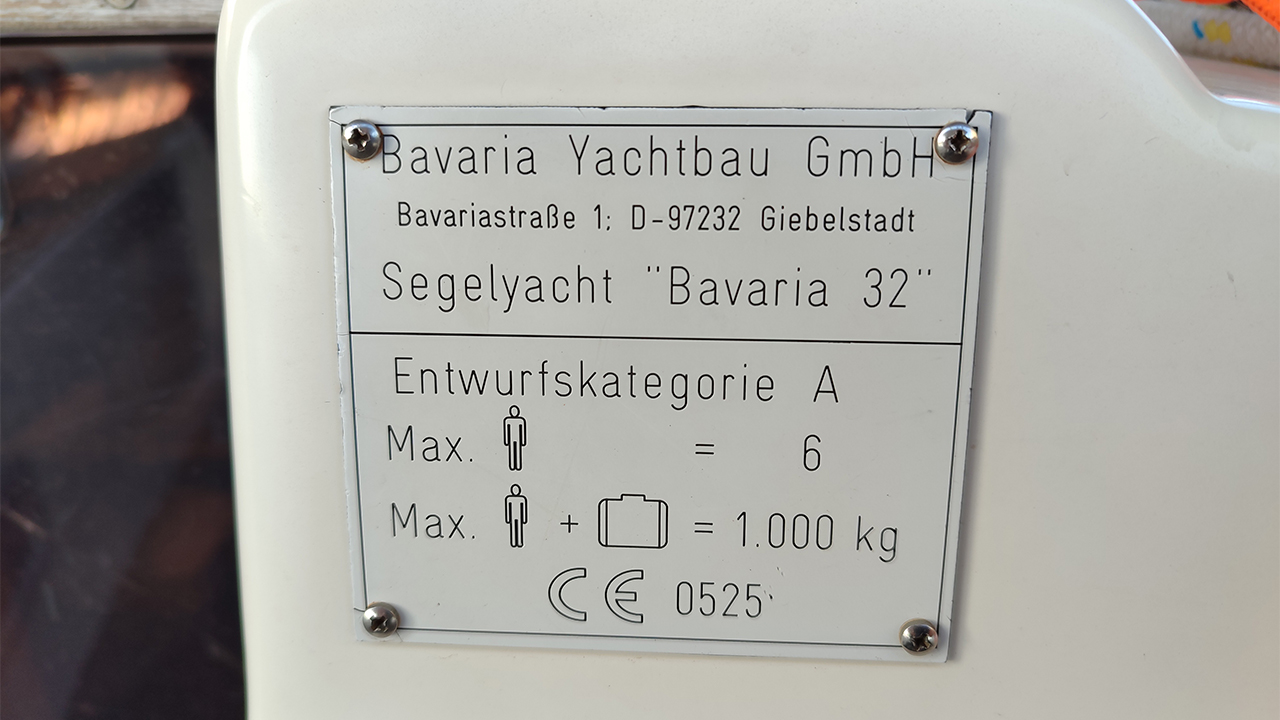 Bavaria Yachtbau GmbH
Bavariastraße 1; D-97232 Giebelstadt
Segelyacht "Bavaria 32"
Entwurfskategorie A
Max. = 6
Max. + = 1.000 kg
CE 0525